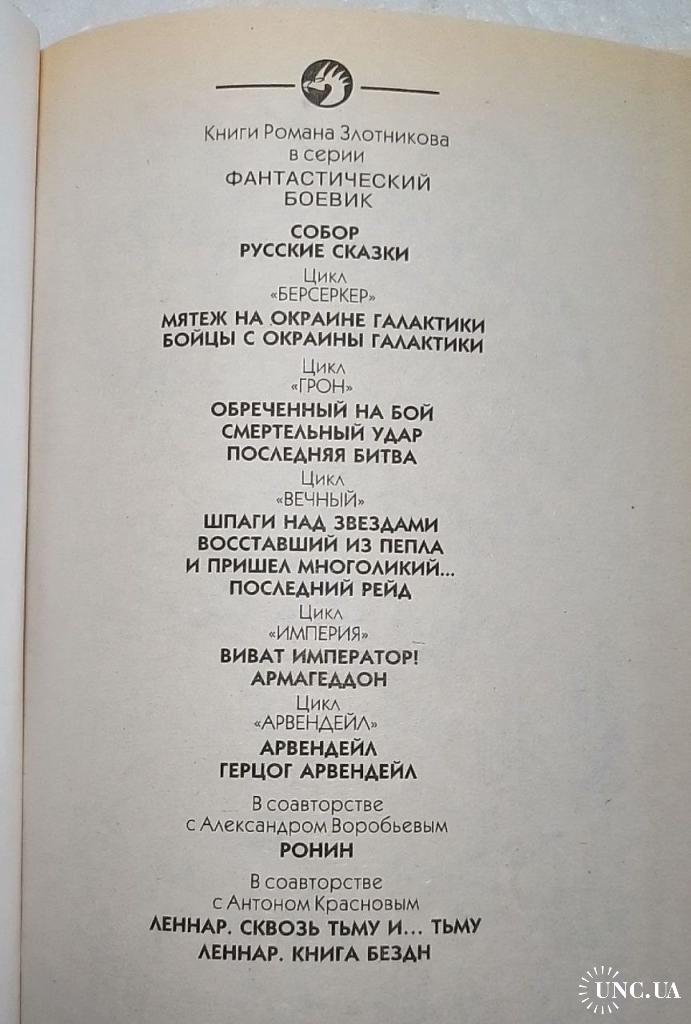 Книги Романа Злотникова
в серии
ФАНТАСТИЧЕСКИЙ
БОЕВИК
СОБОР
РУССКИЕ СКАЗКИ
Цикл
«БЕРСЕРКЕР»
МЯТЕЖ НА ОКРАИНЕ ГАЛАКТИКИ
БОЙЦЫ С ОКРАИНЫ ГАЛАКТИКИ
Цикл
«ГРОН»
ОБРЕЧЕННЫЙ НА БОЙ
СМЕРТЕЛЬНЫЙ УДАР
ПОСЛЕДНЯЯ БИТВА
Цикл
«ВЕЧНЫЙ»
ШПАГИ НАД ЗВЕЗДАМИ
ВОССТАВШИЙ ИЗ ПЕПЛА
И ПРИШЕЛ МНОГОЛИКИЙ...
ПОСЛЕДНИЙ РЕЙД
Цикл
«ИМПЕРИЯ»
ВИВАТ ИМПЕРАТОР!
АРМАГЕДДОН
Цикл
«АРВЕНДЕЙЛ»
АРВЕНДЕЙЛ
ГЕРЦОГ АРВЕНДЕЙЛ
В соавторстве
с Александром Воробьевым
РОНИН
В соавторстве
с Антоном Красновым
ЛЕННАР. СКВОЗЬ ТЬМУ И... ТЬМУ
ЛЕННАР. КНИГА БЕЗДН
UNC.UA